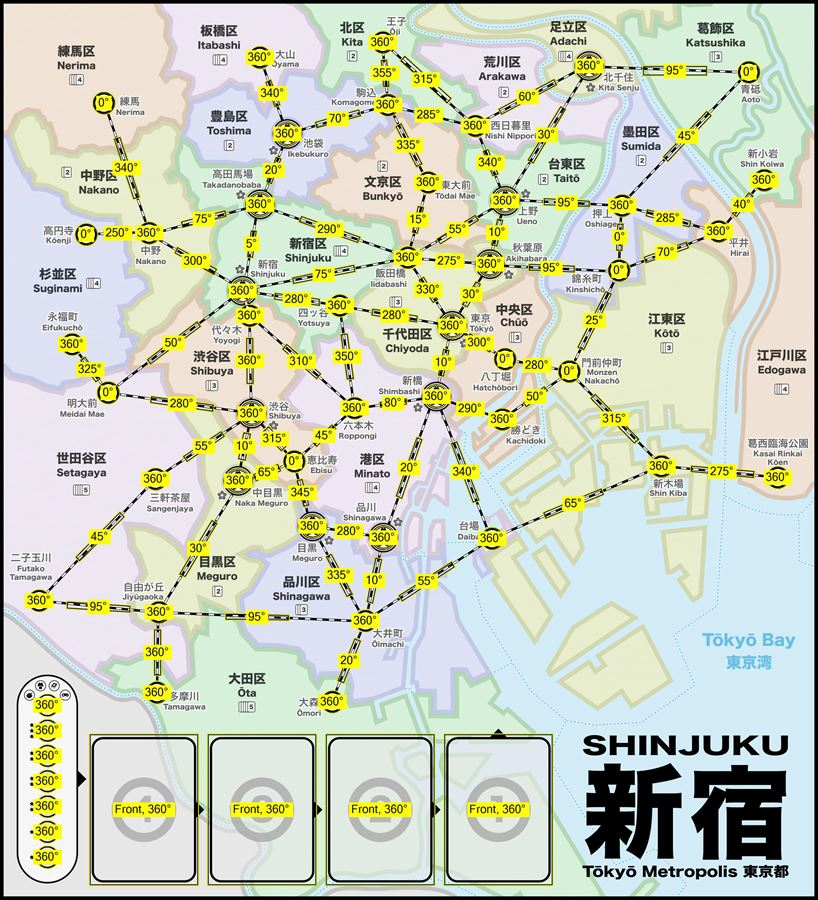 練馬区
Nerima
4
板橋区
Itabashi
4
北区
Kita
2
王子
Ōji
360°
足立区
Adachi
4
葛飾区
Katsushika
3
360°
大山
Oyama
355°
315°
荒川区
Arakawa
2
360°
北千住
Kita Senju
95°
0°
青砥
Aoto
0°
練馬
Nerima
340°
豊島区
Toshima
2
駒込
Komagome
360°
60°
70°
285°
360°
西日暮里
Nishi Nippori
30°
45°
墨田区
Sumida
2
360°
池袋
Ikebukuro
335°
340°
台東区
Taitō
2
新小岩
Shin Koiwa
360°
340°
2
中野区
Nakano
高田馬場
Takadanobaba
20°
2
文京区
Bunkyō
360°
東大前
Tōdai Mae
360°
上野
Ueno
95°
360°
押上
Oshiage
285°
40°
360°
平井
Hirai
高円寺
Kōenji
0°
250°
360°
中野
Nakano
75°
360°
290°
15°
55°
10°
秋葉原
Akihabara
0°
70°
5°
新宿区
Shinjuku
4
300°
新宿
Shinjuku
360°
75°
360°
飯田橋
Iidabashi
275°
360°
95°
0°
錦糸町
Kinshichō
杉並区
Suginami
4
280°
360°
四ッ谷
Yotsuya
3
330°
30°
280°
千代田区
Chiyoda
東京
Tōkyō
360°
中央区
Chūō
3
25°
江東区
Kōtō
3
永福町
Eifukuchō
360°
325°
50°
360°
代々木
Yoyogi
渋谷区
Shibuya
3
360°
310°
350°
10°
300°
0°
八丁堀
Hatchōbori
280°
0°
門前仲町
Monzen
Nakachō
江戸川区
Edogawa
4
0°
明大前
Meidai Mae
280°
360°
渋谷
Shibuya
360°
六本木
Roppongi
80°
新橋
Shimbashi
360°
290°
50°
360°
勝どき
Kachidoki
315°
55°
10°
315°
45°
世田谷区
Setagaya
5
360°
三軒茶屋
Sangenjaya
360°
中目黒
Naka Meguro
65°
0°
恵比寿
Ebisu
港区
Minato
4
20°
340°
360°
新木場
Shin Kiba
275°
葛西臨海公園
Kasai Rinkai
Kōen
360°
345°
品川
Shinagawa
360°
65°
45°
30°
360°
目黒
Meguro
280°
台場
Daiba
360°
二子玉川
Futako
Tamagawa
360°
95°
目黒区
Meguro
2
自由が丘
Jiyūgaoka
360°
335°
10°
55°
品川区
Shinagawa
3
95°
360°
大井町
Ōimachi
360°
20°
360°
多摩川
Tamagawa
大田区
Ōta
5
大森
Ōmori
360°
Tōkyō Bay
東京湾
360°
360°
360°
360°
360°
360°
360°
4
Front, 360°
3
Front, 360°
2
Front, 360°
1
Front, 360°
SHINJUKU
新宿
Tōkyō Metropolis 東京都